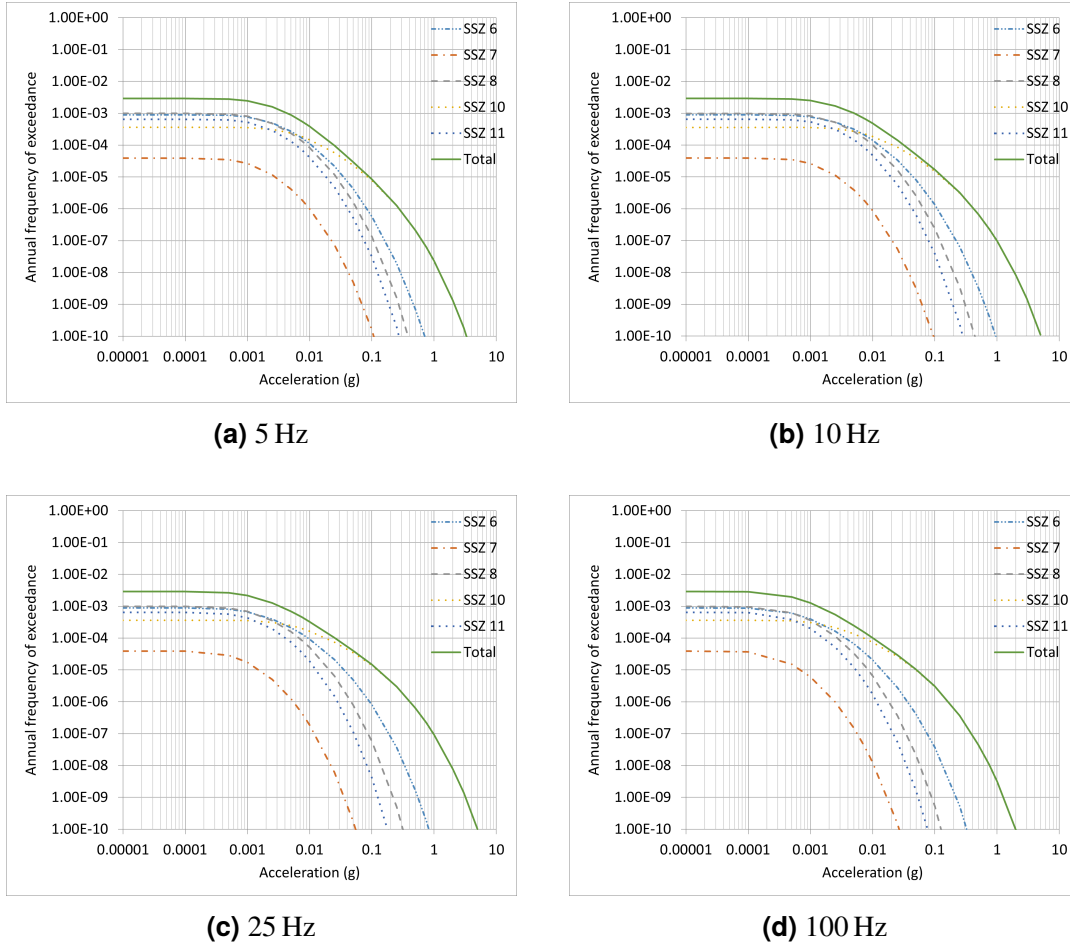 1.00E+00
1.00E-01
1.00E-02
1.00E-03
1.00E-04
1.00E-05
1.00E-06
1.00E-07
1.00E-08
1.00E-09
1.00E-10
Annual frequency of exceedance
0.00001 0.0001 0.001 0.01 0.1 1 10
Acceleration (g)
SSZ 6
SSZ 7
SSZ 8
SSZ 10
SSZ 11
Total
(a) 5 Hz
1.00E+00
1.00E-01
1.00E-02
1.00E-03
1.00E-04
1.00E-05
1.00E-06
1.00E-07
1.00E-08
1.00E-09
1.00E-10
Annual frequency of exceedance
0.00001 0.0001 0.001 0.01 0.1 1 10
Acceleration (g)
SSZ 6
SSZ 7
SSZ 8
SSZ 10
SSZ 11
Total
(b) 10 Hz
1.00E+00
1.00E-01
1.00E-02
1.00E-03
1.00E-04
1.00E-05
1.00E-06
1.00E-07
1.00E-08
1.00E-09
1.00E-10
Annual frequency of exceedance
0.00001 0.0001 0.001 0.01 0.1 1 10
Acceleration (g)
SSZ 6
SSZ 7
SSZ 8
SSZ 10
SSZ 11
Total
(c) 25 Hz
1.00E+00
1.00E-01
1.00E-02
1.00E-03
1.00E-04
1.00E-05
1.00E-06
1.00E-07
1.00E-08
1.00E-09
1.00E-10
Annual frequency of exceedance
0.00001 0.0001 0.001 0.01 0.1 1 10
Acceleration (g)
SSZ 6
SSZ 7
SSZ 8
SSZ 10
SSZ 11
Total
(d) 100 Hz